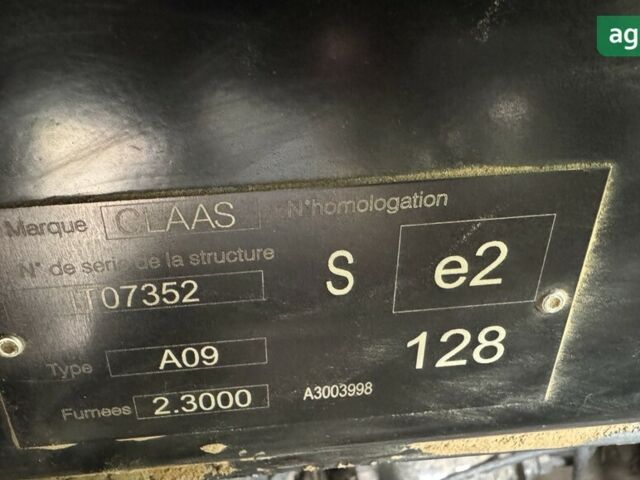 ag
Marque CLAAS N°homologation
N° de serie de la structure
T07352 S e2
Type A09 128
Fumees 2.3000 A3003998